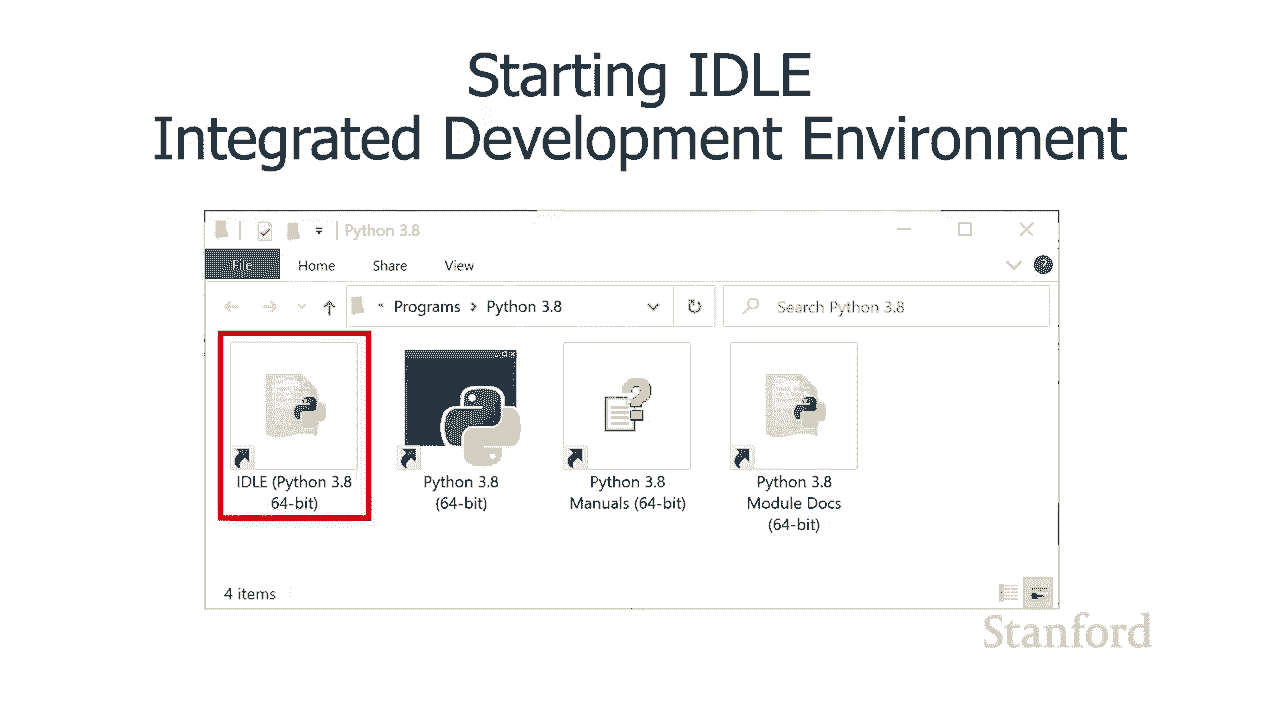 Starting IDLE
Integrated Development Environment
Python 3.8
File
Home
Share
View
?
« Programs > Python 3.8
Search Python 3.8
IDLE (Python 3.8
64-bit)
Python 3.8
(64-bit)
Python 3.8
Manuals (64-bit)
Python 3.8
Module Docs
(64-bit)
4 items
Stanford